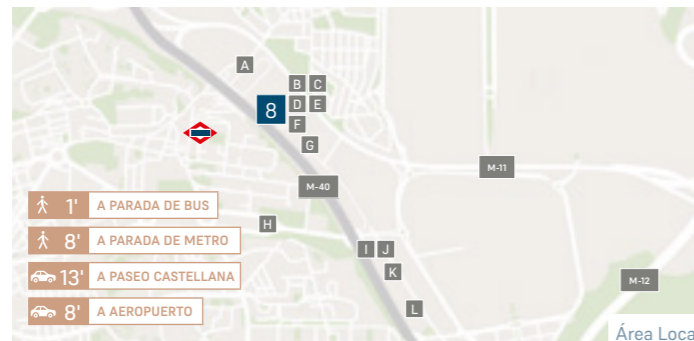 A
B C
8 D E
F
G
M-11
M-40
1' A PARADA DE BUS
H
8' A PARADA DE METRO
I J
13' A PASEO CASTELLANA
K
M-12
8' A AEROPUERTO
L
Área Loca